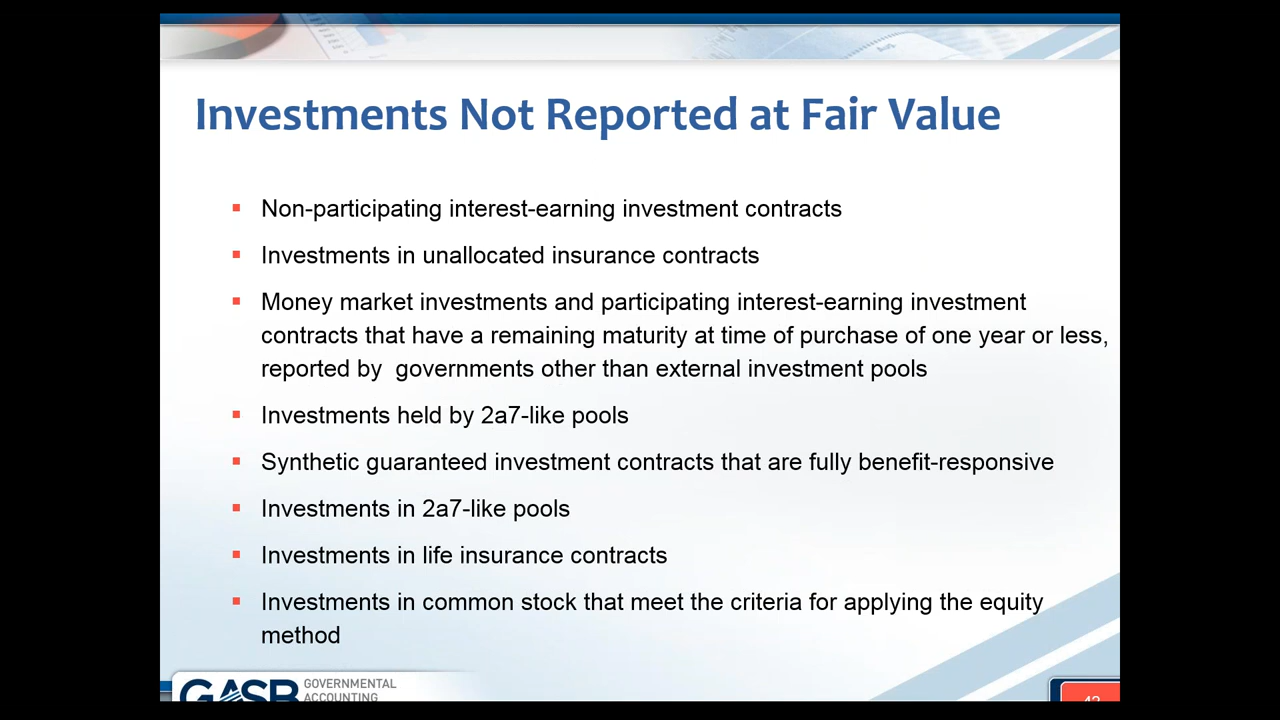 Investments Not Reported at Fair Value
Non-participating interest-earning investment contracts
Investments in unallocated insurance contracts
Money market investments and participating interest-earning investment
contracts that have a remaining maturity at time of purchase of one year or less,
reported by governments other than external investment pools
Investments held by 2a7-like pools
Synthetic guaranteed investment contracts that are fully benefit-responsive
Investments in 2a7-like pools
Investments in life insurance contracts
Investments in common stock that meet the criteria for applying the equity
method
GASB
GOVERNMENTAL
ACCOUNTING